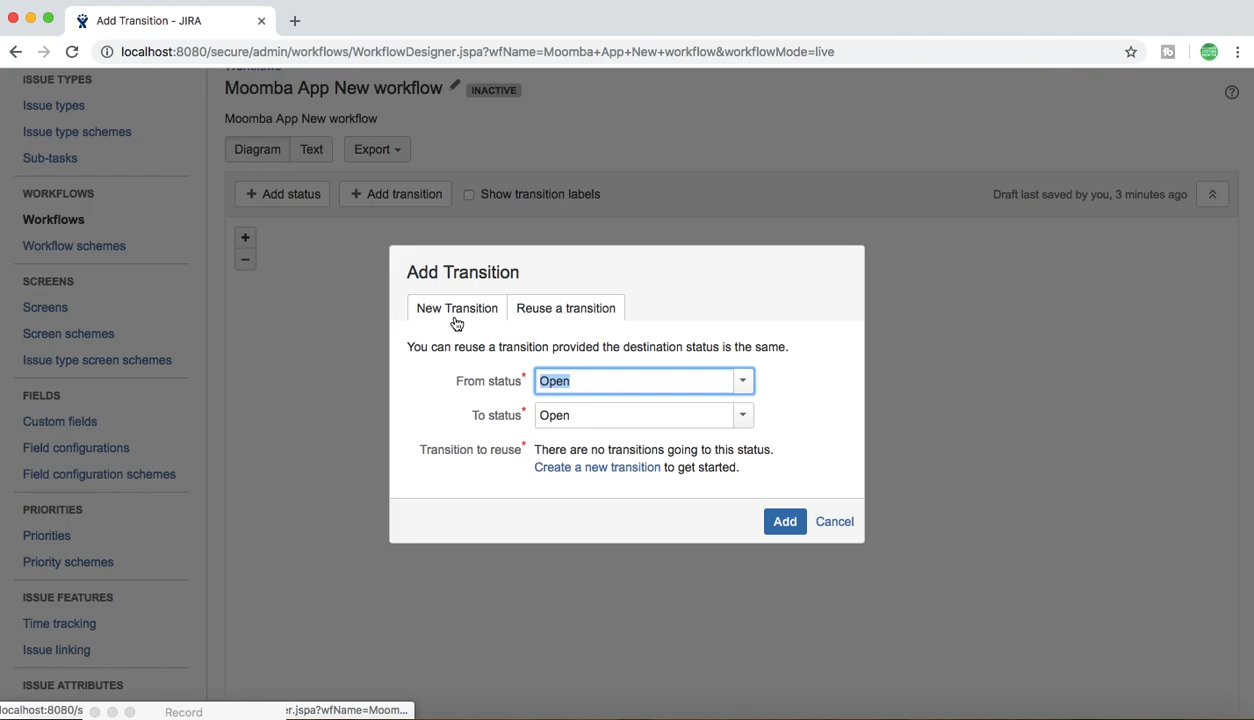 Add Transition - JIRA
localhost:8080/secure/admin/workflows/WorkflowDesigner.jspa?wfName=Moomba+App+New+workflow&workflowMode=live
ISSUE TYPES
Issue types
Issue type schemes
Sub-tasks
WORKFLOWS
Workflows
Workflow schemes
SCREENS
Screens
Screen schemes
Issue type screen schemes
FIELDS
Custom fields
Field configurations
Field configuration schemes
PRIORITIES
Priorities
Priority schemes
ISSUE FEATURES
Time tracking
Issue linking
ISSUE ATTRIBUTES
Moomba App New workflow INACTIVE
Moomba App New workflow
Diagram Text Export
+ Add status + Add transition Show transition labels Draft last saved by you, 3 minutes ago
+
−
Add Transition
New Transition Reuse a transition
You can reuse a transition provided the destination status is the same.
From status* Open
To status* Open
Transition to reuse* There are no transitions going to this status.
Create a new transition to get started.
Add Cancel
localhost:8080/s Record er.jspa?wfName=Moom...